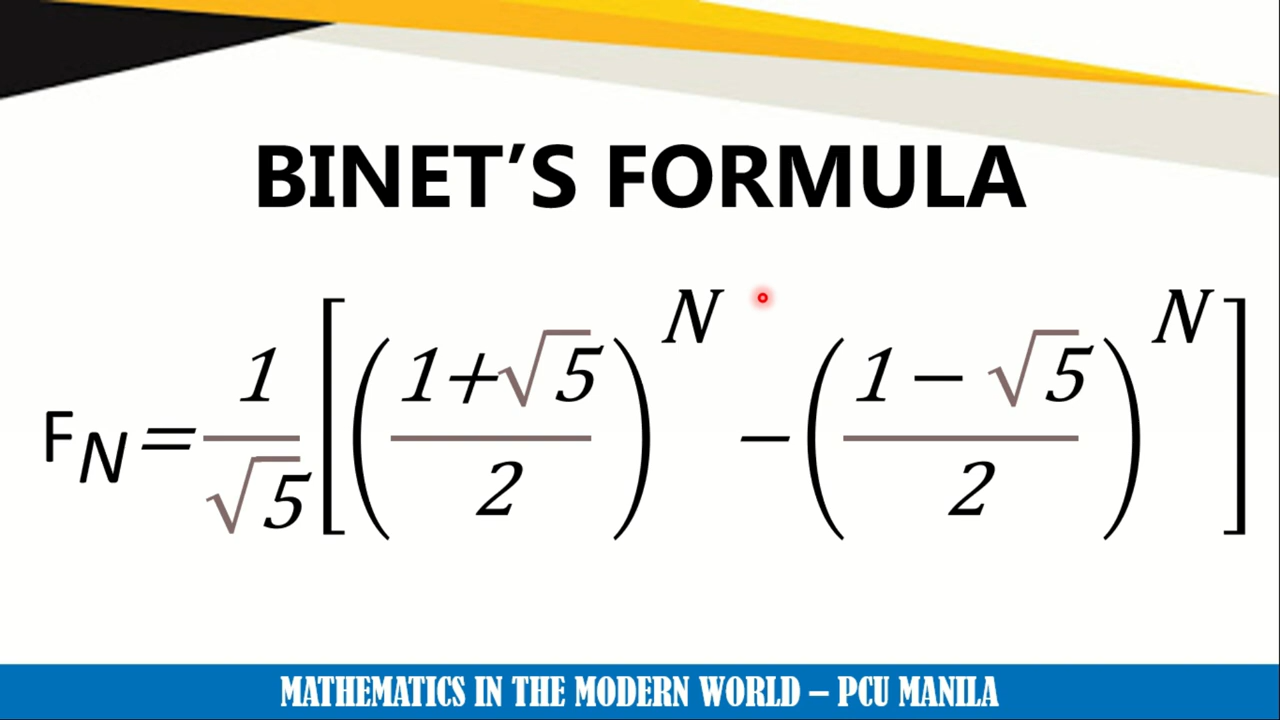 BINET’S FORMULA
F_N = 1/√5 [ ( (1+√5)/2 )^N − ( (1− √5)/2 )^N ]
MATHEMATICS IN THE MODERN WORLD – PCU MANILA